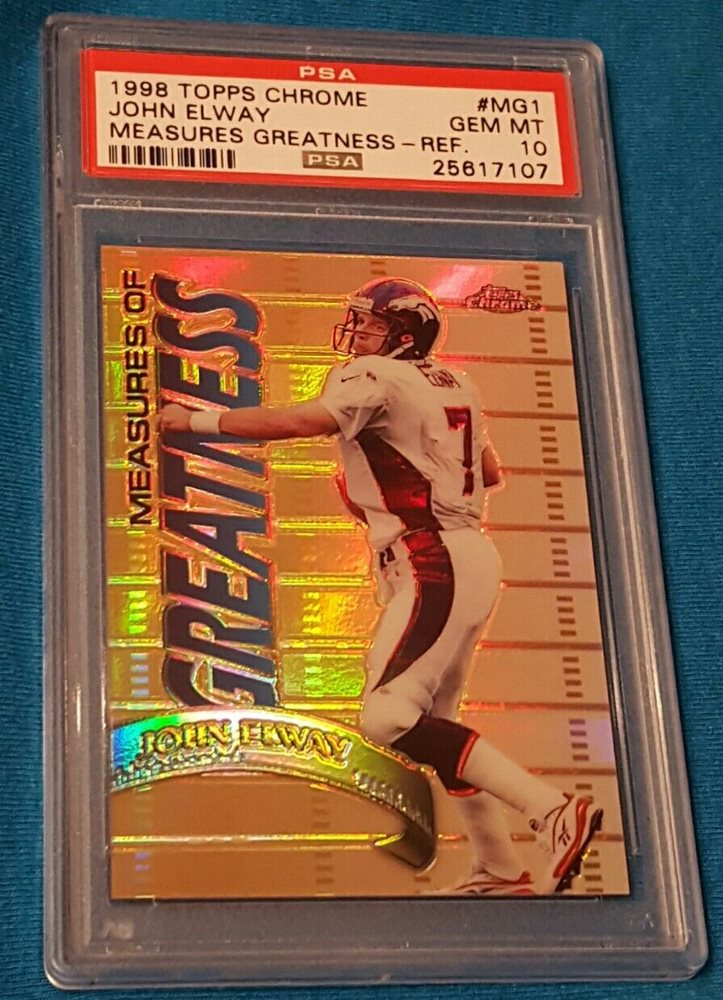 PSA
1998 TOPPS CHROME #MG1
JOHN ELWAY GEM MT
MEASURES GREATNESS - REF. 10
PSA 25617107
Topps
Chrome
MEASURES OF
GREATNESS
ELWAY
7
JOHN ELWAY